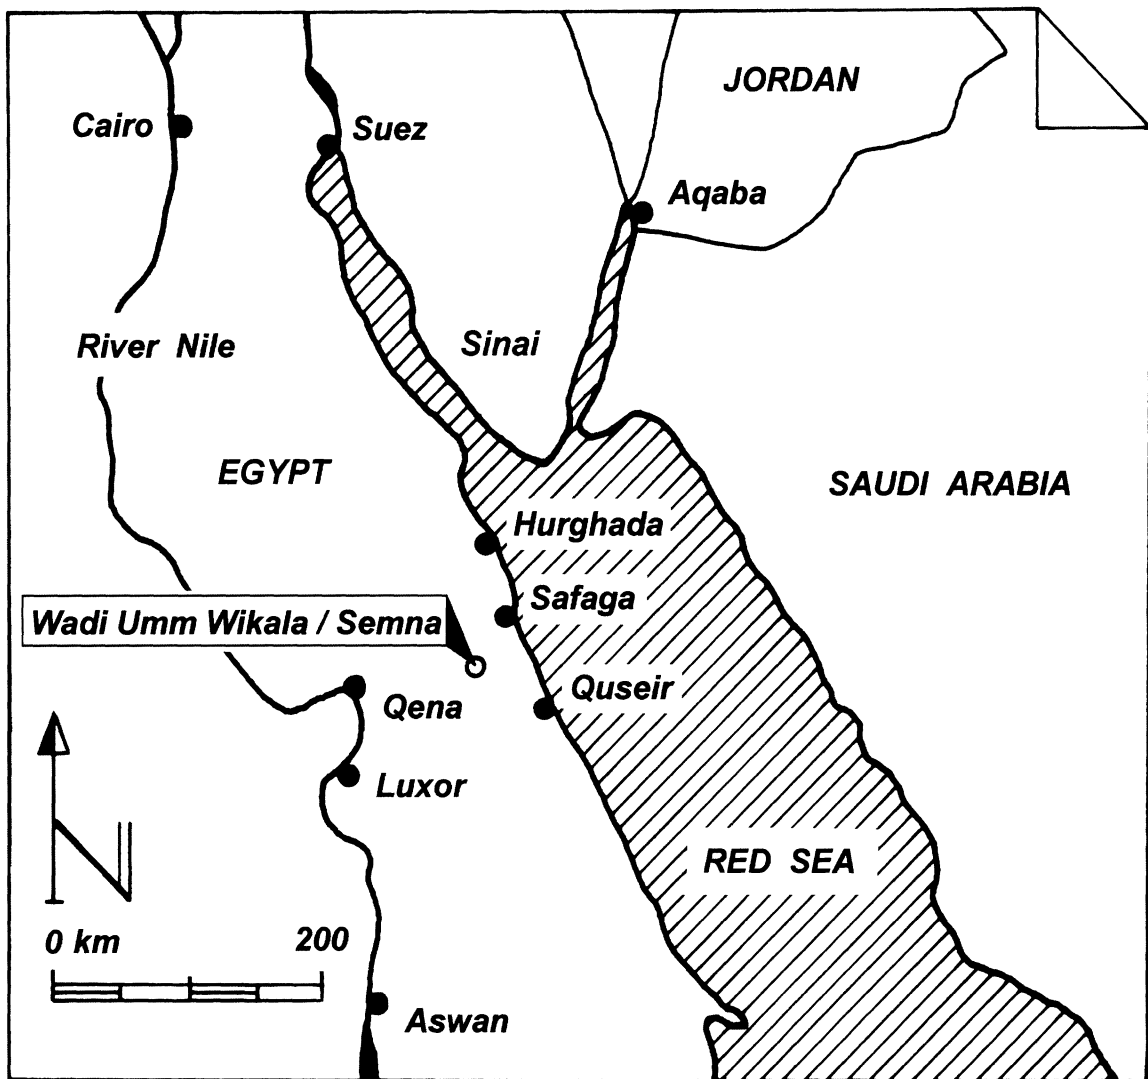 JORDAN
Cairo
Suez
Aqaba
River Nile
Sinai
EGYPT
SAUDI ARABIA
Hurghada
Safaga
Wadi Umm Wikala / Semna
Quseir
Qena
Luxor
RED SEA
0 km 200
Aswan